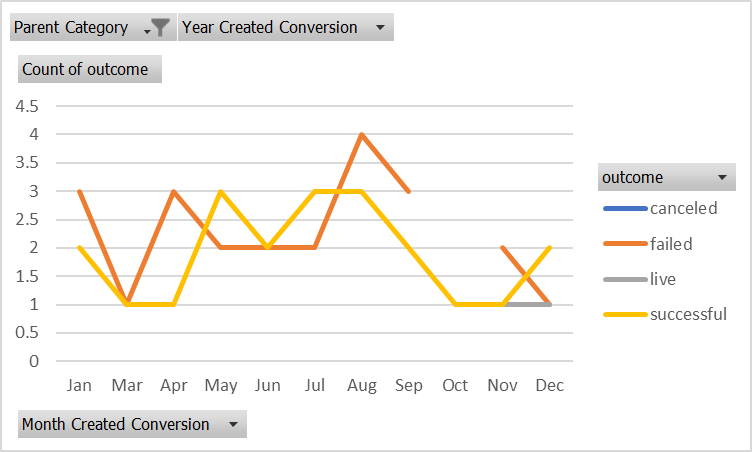 Parent Category Year Created Conversion
Count of outcome
4.5
4
3.5
3
2.5
2
1.5
1
0.5
0
Jan Mar Apr May Jun Jul Aug Sep Oct Nov Dec
outcome
canceled
failed
live
successful
Month Created Conversion